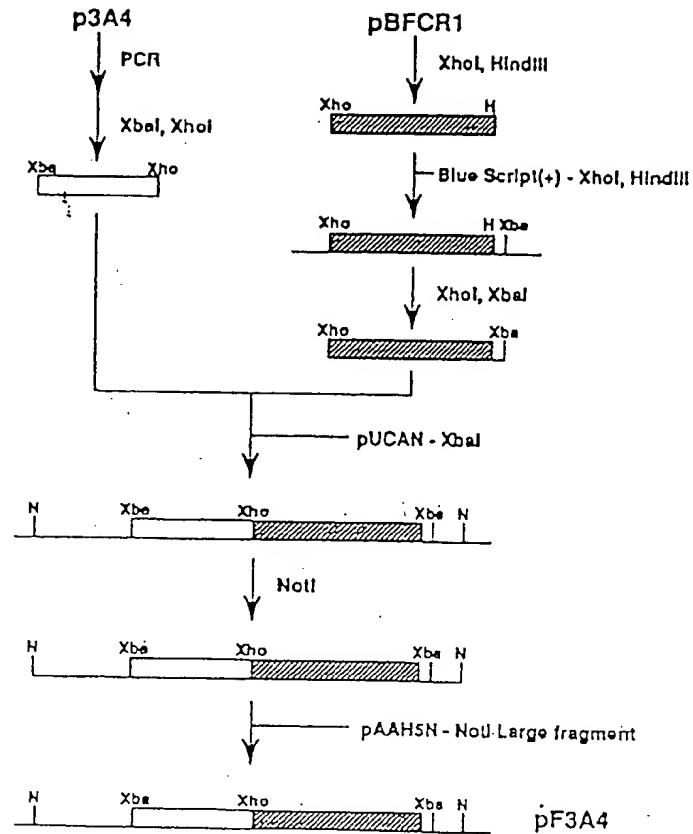 p3A4
pBFCR1
PCR
XhoI, HindIII
XbaI, XhoI
Xho H
Xba Xho
Blue Script(+) - XhoI, HindIII
Xho H Xba
XhoI, XbaI
Xho Xba
pUCAN - XbaI
N Xba Xho Xba N
NotI
N Xba Xho Xba N
pAAH5N - NotI-Large fragment
N Xba Xho Xba N
pF3A4